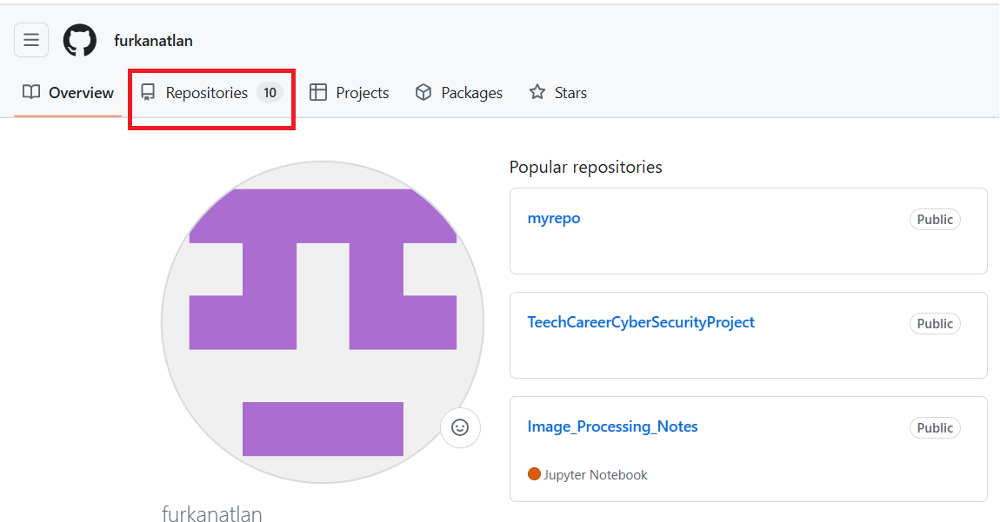 furkanatlan
Overview Repositories 10 Projects Packages Stars
Popular repositories
myrepo Public
TeechCareerCyberSecurityProject Public
Image_Processing_Notes Public
Jupyter Notebook
furkanatlan